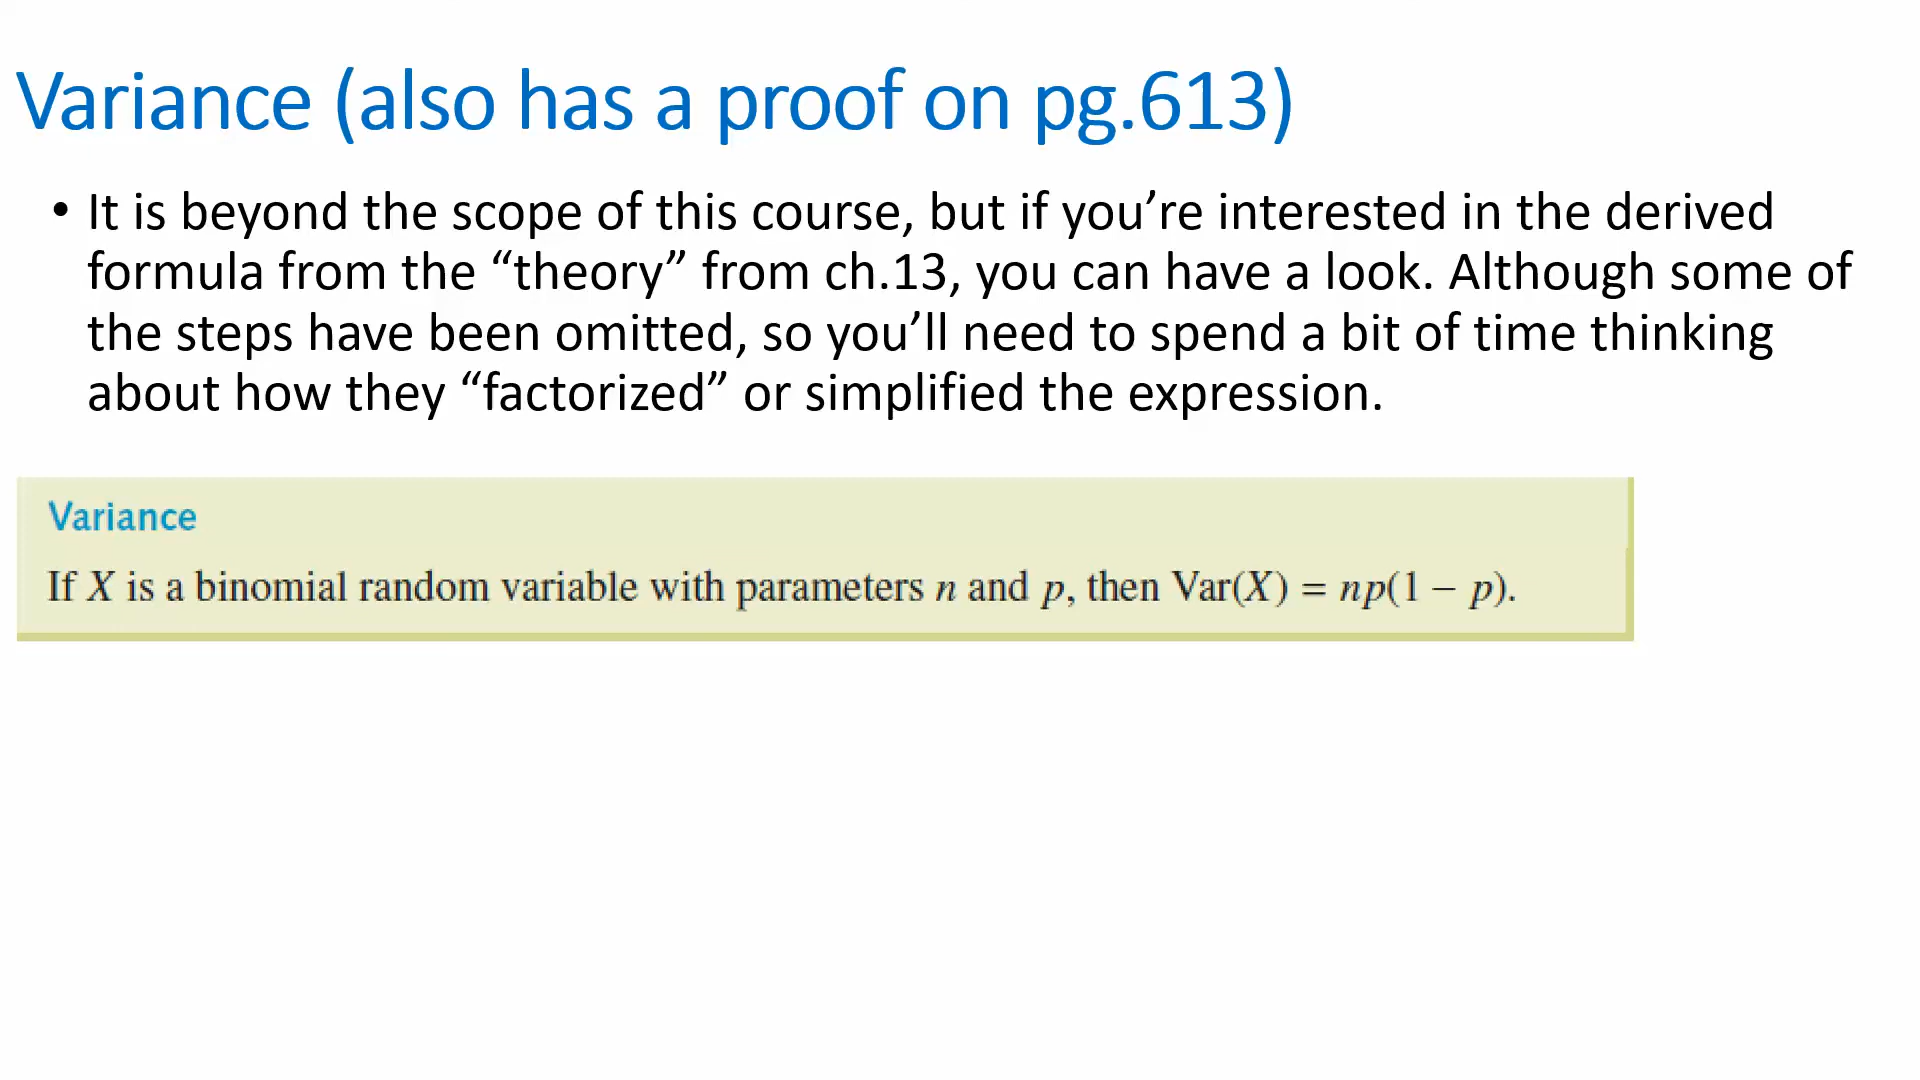 Variance (also has a proof on pg.613)
• It is beyond the scope of this course, but if you’re interested in the derived
formula from the “theory” from ch.13, you can have a look. Although some of
the steps have been omitted, so you’ll need to spend a bit of time thinking
about how they “factorized” or simplified the expression.
Variance
If X is a binomial random variable with parameters n and p, then Var(X) = np(1 − p).